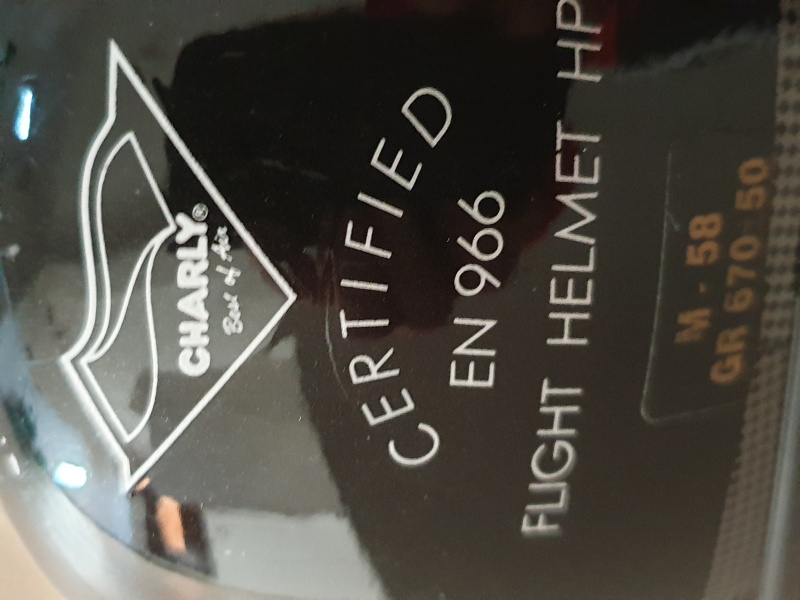 CHARLY®
Best of Air
CERTIFIED
EN 966
FLIGHT HELMET HP
M - 58
GR 670 50